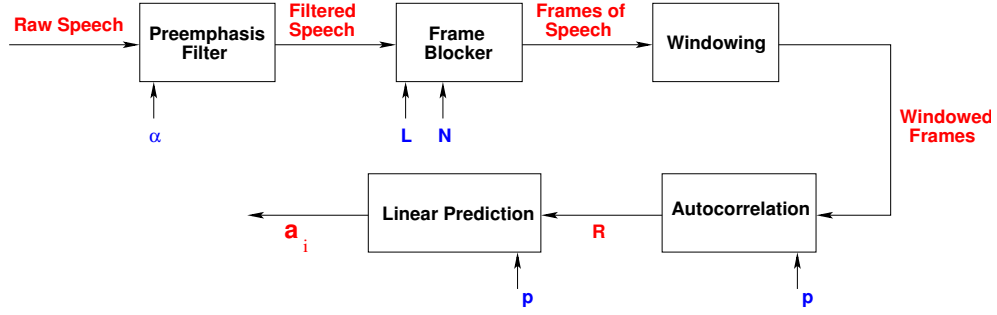 Raw Speech
Preemphasis
Filter
Filtered
Speech
Frame
Blocker
Frames of
Speech
Windowing
α
L
N
Windowed
Frames
Linear Prediction
Autocorrelation
a i
R
p
p